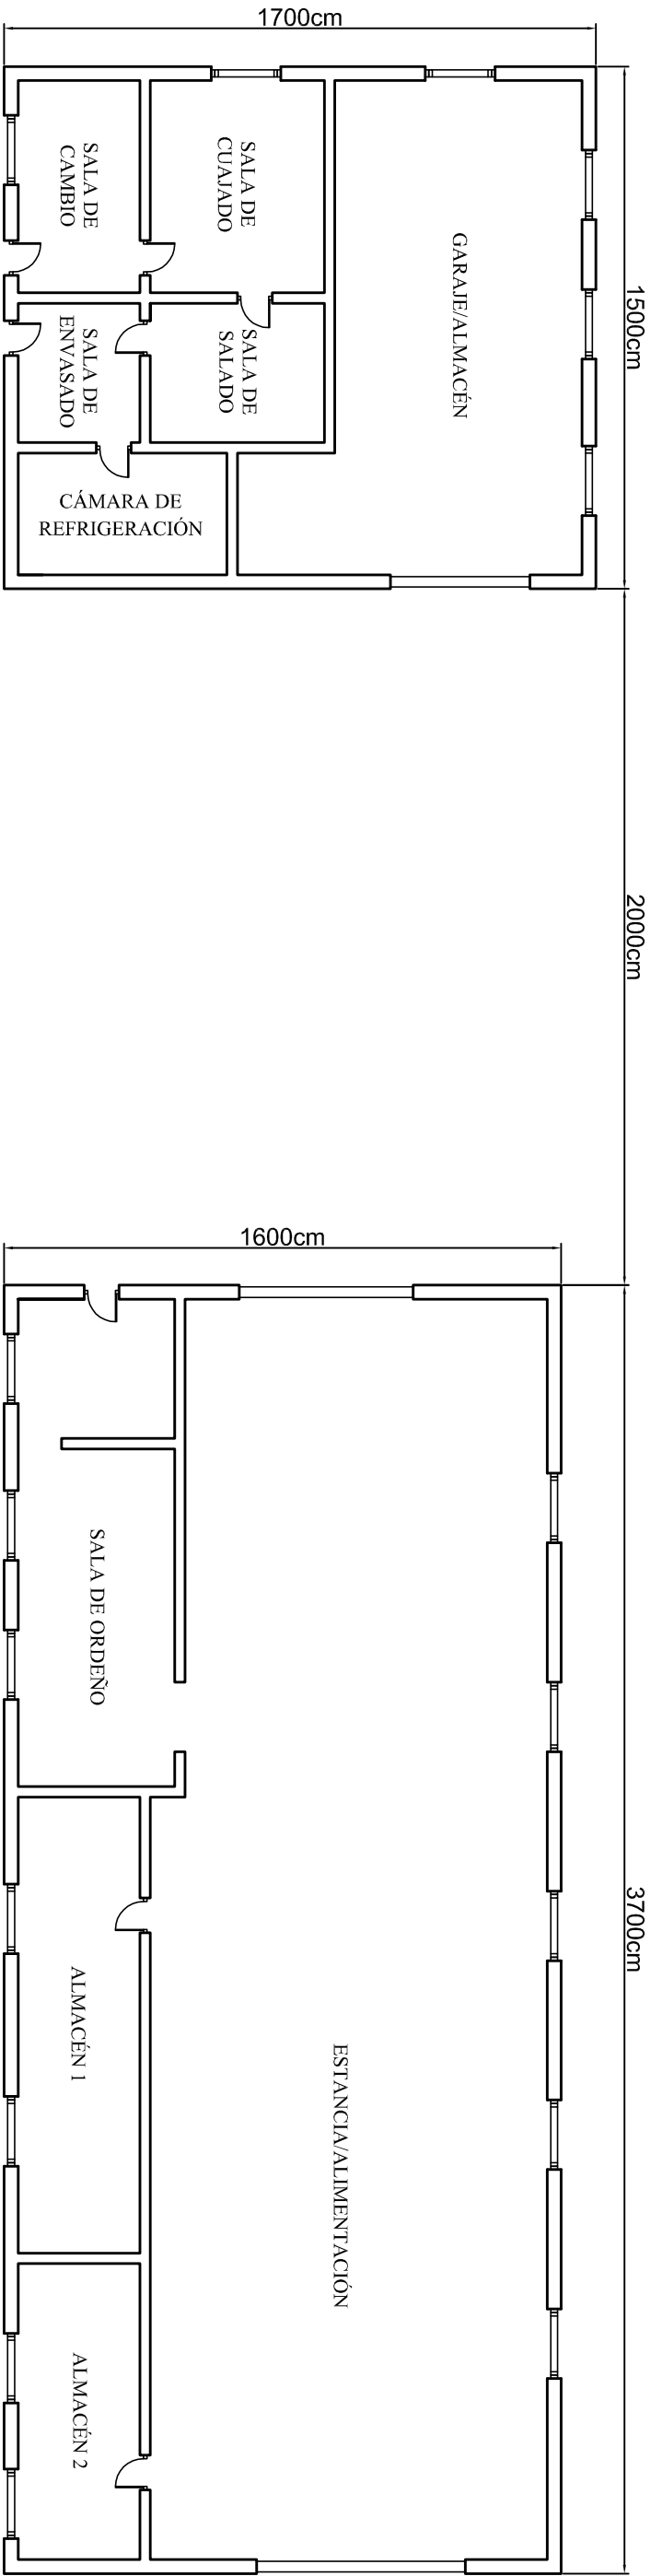 1700cm
SALA DE
CAMBIO
SALA DE
CUAJADO
GARAJE/ALMACÉN
1500cm
SALA DE
ENVASADO
SALA DE
SALADO
CÁMARA DE
REFRIGERACIÓN
2000cm
1600cm
SALA DE ORDEÑO
3700cm
ALMACÉN 1
ESTANCIA/ALIMENTACIÓN
ALMACÉN 2